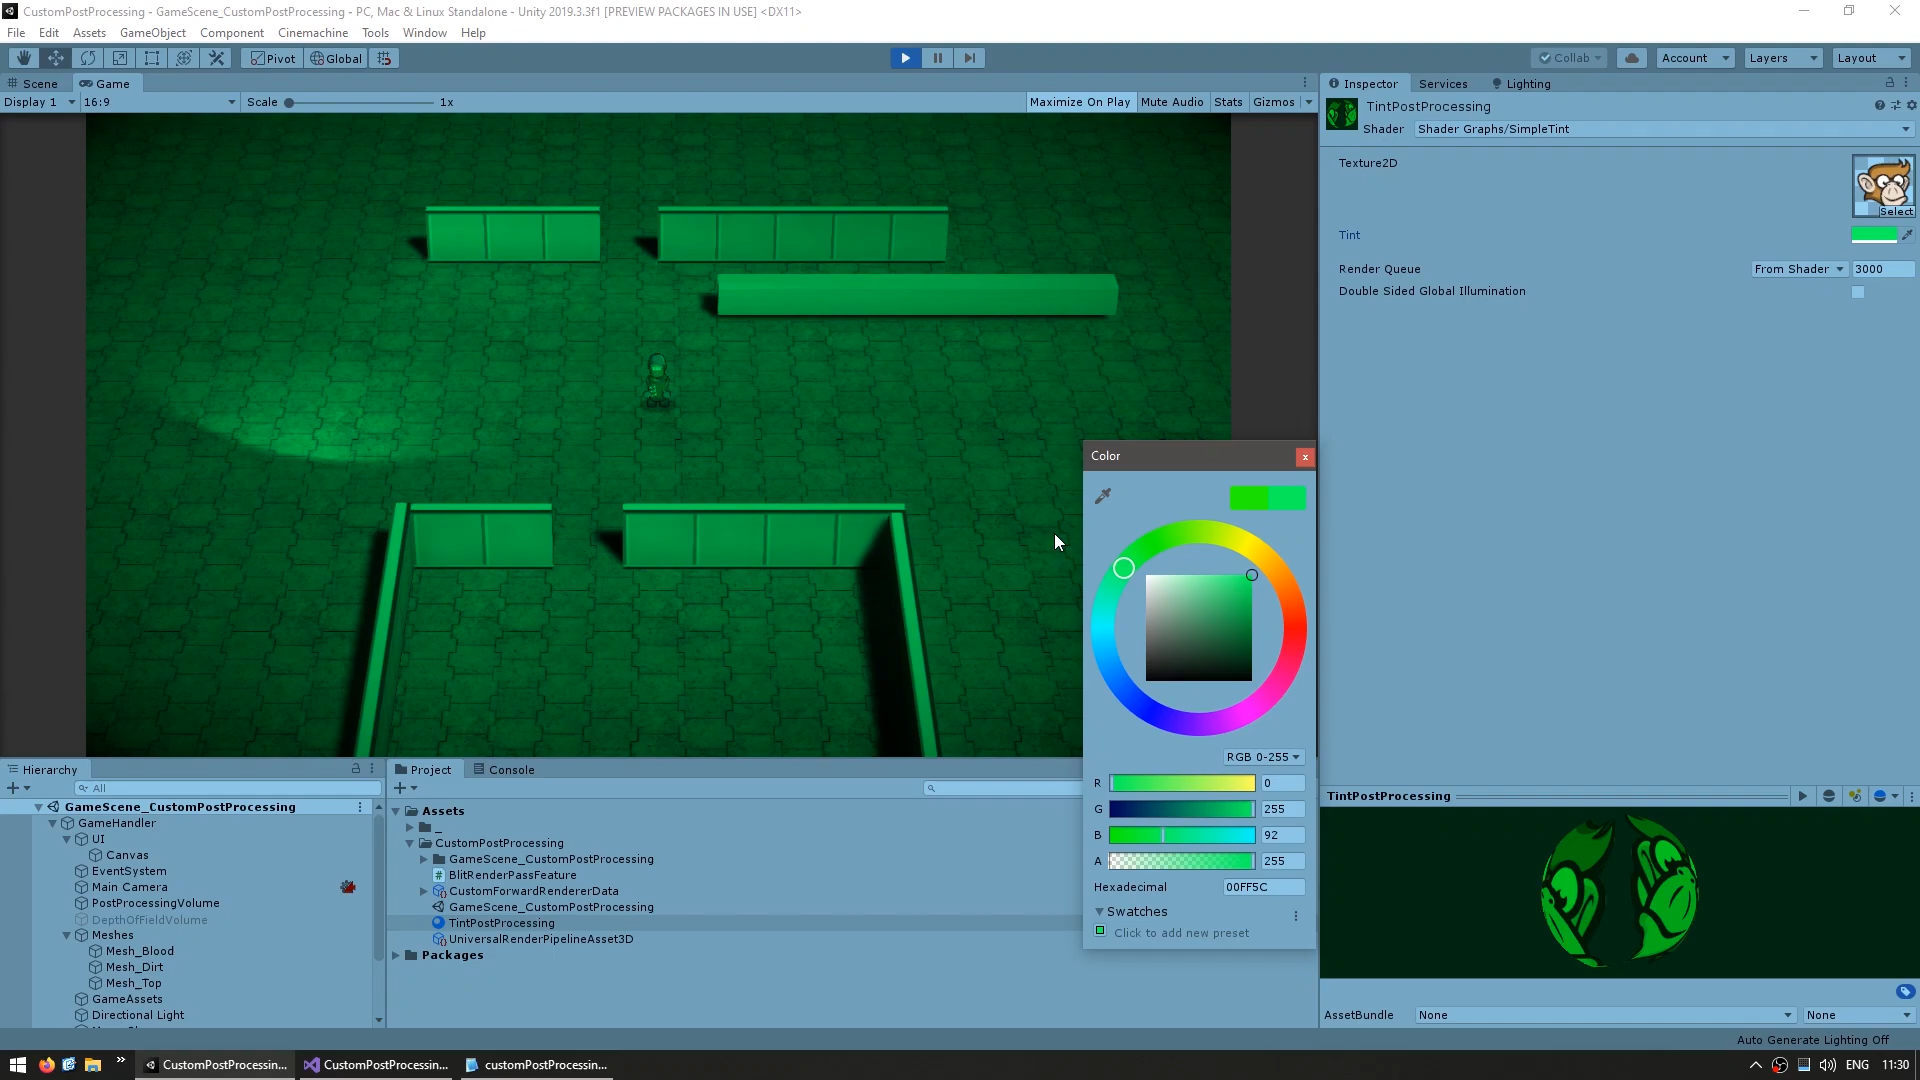 CustomPostProcessing - GameScene_CustomPostProcessing - PC, Mac & Linux Standalone - Unity 2019.3.3f1 [PREVIEW PACKAGES IN USE] <DX11>
File Edit Assets GameObject Component Cinemachine Tools Window Help
Pivot Global Collab Account Layers Layout
Scene Game Inspector Services Lighting
Display 1 16:9 Scale 1x Maximize On Play Mute Audio Stats Gizmos
TintPostProcessing
Shader Shader Graphs/SimpleTint
Texture2D
Select
Tint
Render Queue From Shader 3000
Double Sided Global Illumination
Color
RGB 0-255
R 0
G 255
B 92
A 255
Hexadecimal 00FF5C
Swatches
Click to add new preset
Hierarchy
All
GameScene_CustomPostProcessing
GameHandler
UI
Canvas
EventSystem
Main Camera
PostProcessingVolume
DepthOfFieldVolume
Meshes
Mesh_Blood
Mesh_Dirt
Mesh_Top
GameAssets
Directional Light
Project Console
Assets
_
CustomPostProcessing
GameScene_CustomPostProcessing
BlitRenderPassFeature
CustomForwardRendererData
GameScene_CustomPostProcessing
TintPostProcessing
UniversalRenderPipelineAsset3D
Packages
TintPostProcessing
AssetBundle None None
Auto Generate Lighting Off
CustomPostProcessin... CustomPostProcessin... customPostProcessin... ENG 11:30